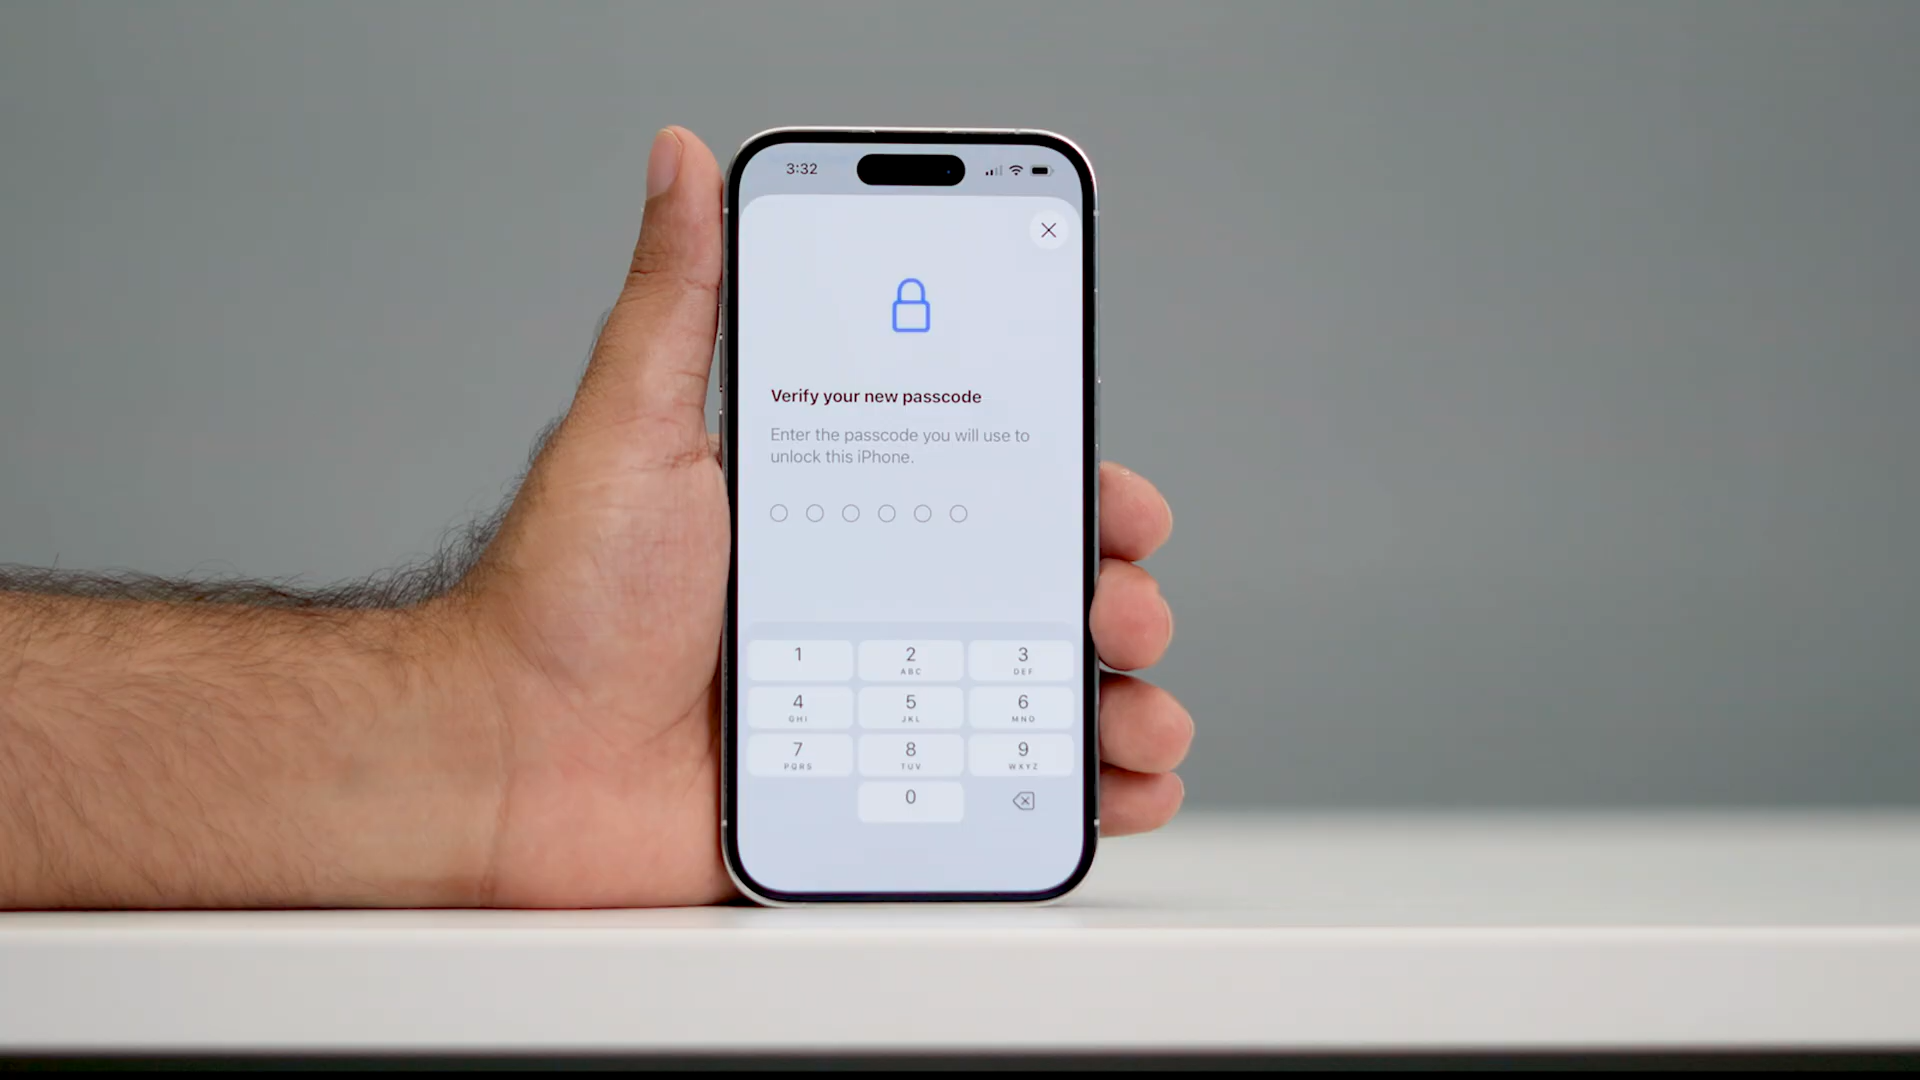 3:32
Verify your new passcode
Enter the passcode you will use to
unlock this iPhone.
1 2 3
ABC DEF
4 5 6
GHI JKL MNO
7 8 9
PQRS TUV WXYZ
0